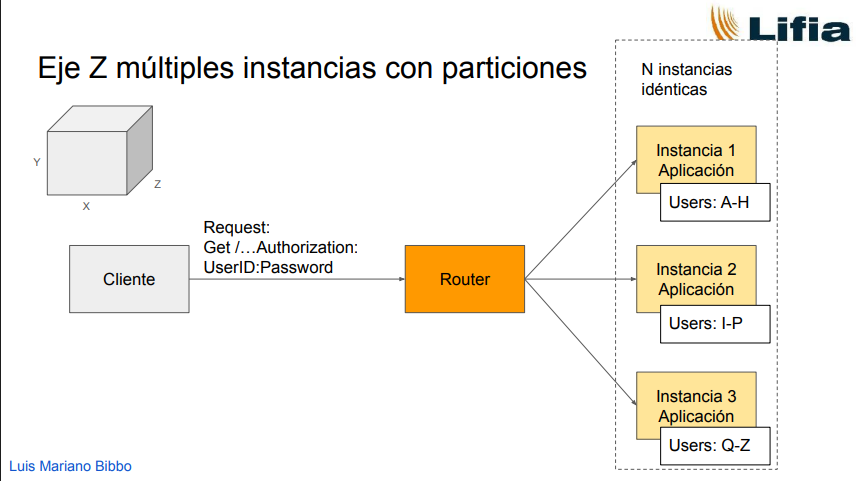 Lifia
Eje Z múltiples instancias con particiones
N instancias
idénticas
Y
Z
X
Request:
Get /…Authorization:
UserID:Password
Cliente
Router
Instancia 1
Aplicación
Users: A-H
Instancia 2
Aplicación
Users: I-P
Instancia 3
Aplicación
Users: Q-Z
Luis Mariano Bibbo